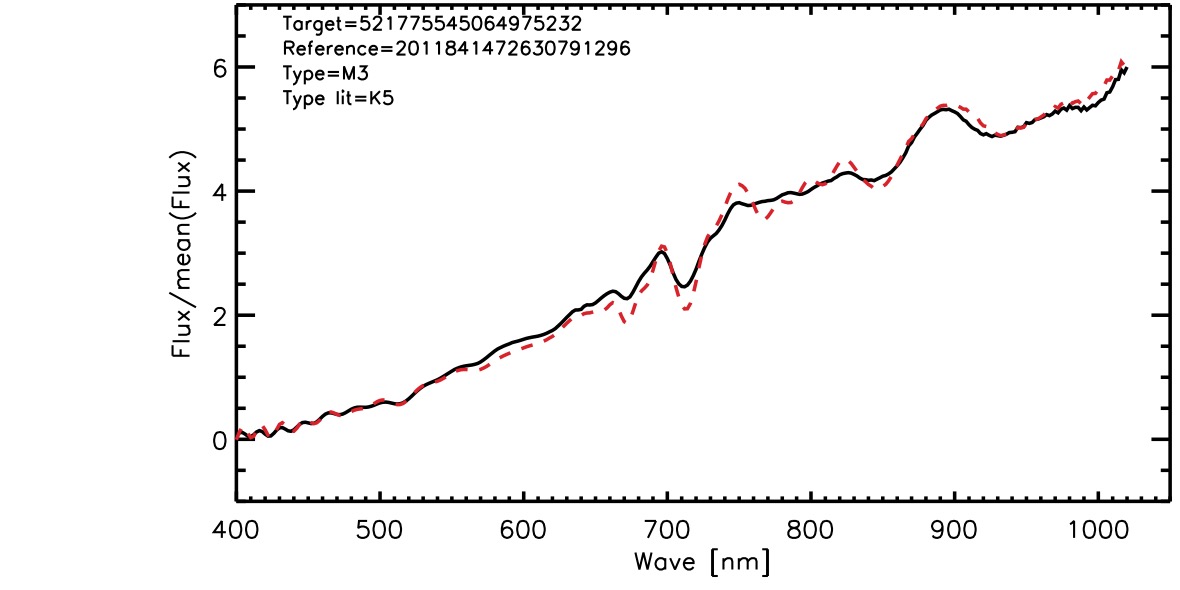 Target=521775545064975232
Reference=2011841472630791296
Type=M3
Type lit=K5
6
4
2
0
Flux/mean(Flux)
400 500 600 700 800 900 1000
Wave [nm]